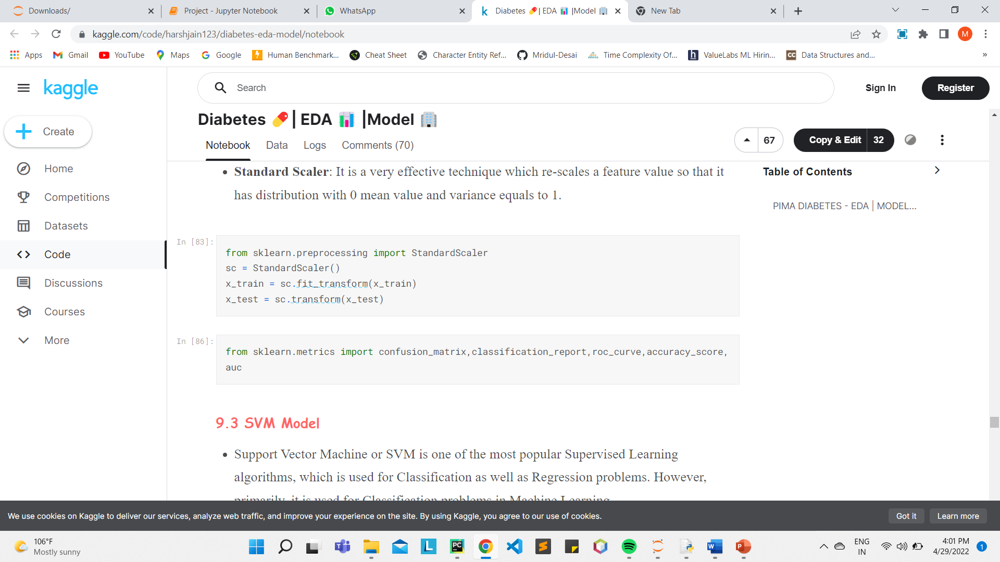 Downloads/
Project - Jupyter Notebook
WhatsApp
Diabetes 💊| EDA 📊 |Model 🏢
New Tab
kaggle.com/code/harshjain123/diabetes-eda-model/notebook
M
Apps
Gmail
YouTube
Maps
Google
Human Benchmark...
Cheat Sheet
Character Entity Ref...
Mridul-Desai
Time Complexity Of...
ValueLabs ML Hirin...
Data Structures and...
»
kaggle
Search
Sign In
Register
Create
Home
Competitions
Datasets
Code
Discussions
Courses
More
Diabetes 💊| EDA 📊 |Model 🏢
Notebook
Data
Logs
Comments (70)
67
Copy & Edit
32
• Standard Scaler: It is a very effective technique which re-scales a feature value so that it
has distribution with 0 mean value and variance equals to 1.
Table of Contents
PIMA DIABETES - EDA | MODEL...
In [83]:
from sklearn.preprocessing import StandardScaler
sc = StandardScaler()
x_train = sc.fit_transform(x_train)
x_test = sc.transform(x_test)
In [86]:
from sklearn.metrics import confusion_matrix,classification_report,roc_curve,accuracy_score,
auc
9.3 SVM Model
• Support Vector Machine or SVM is one of the most popular Supervised Learning
algorithms, which is used for Classification as well as Regression problems. However,
primarily, it is used for Classification problems in Machine Learning.
We use cookies on Kaggle to deliver our services, analyze web traffic, and improve your experience on the site. By using Kaggle, you agree to our use of cookies.
Got it
Learn more
106°F
Mostly sunny
ENG
IN
4:01 PM
4/29/2022
1